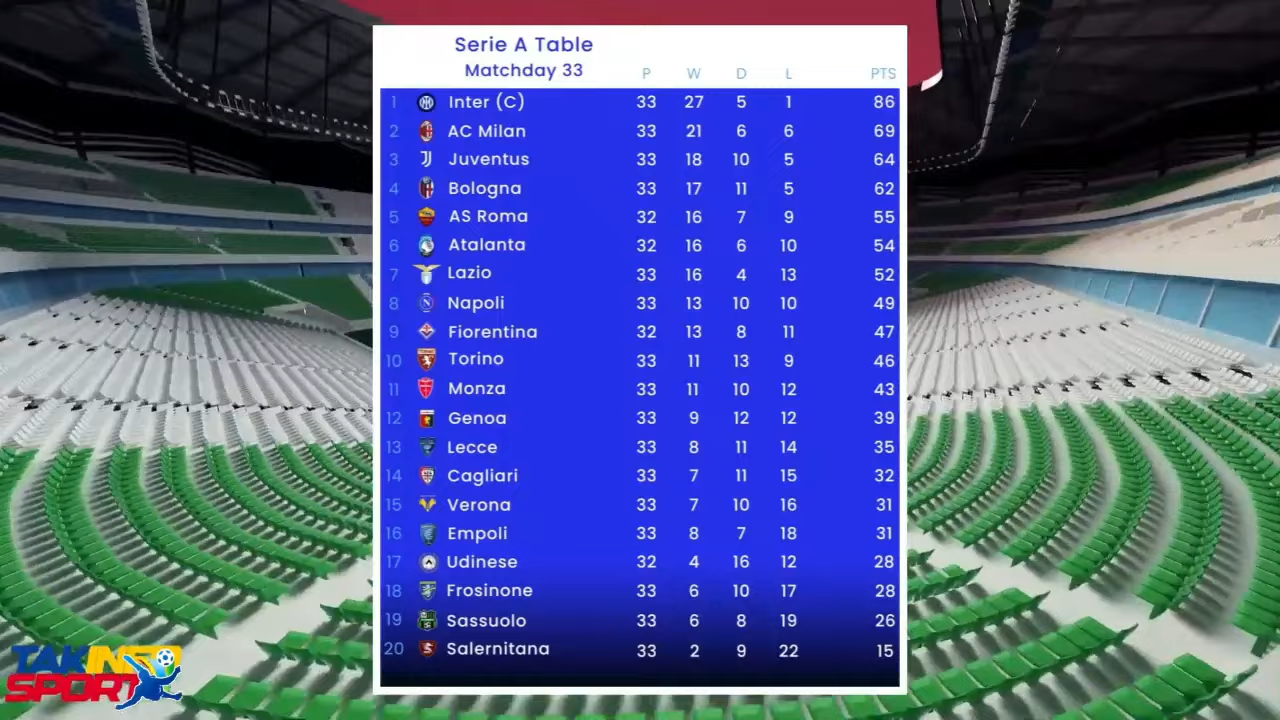 Serie A Table
Matchday 33 P W D L PTS
1 Inter (C) 33 27 5 1 86
2 AC Milan 33 21 6 6 69
3 Juventus 33 18 10 5 64
4 Bologna 33 17 11 5 62
5 AS Roma 32 16 7 9 55
6 Atalanta 32 16 6 10 54
7 Lazio 33 16 4 13 52
8 Napoli 33 13 10 10 49
9 Fiorentina 32 13 8 11 47
10 Torino 33 11 13 9 46
11 Monza 33 11 10 12 43
12 Genoa 33 9 12 12 39
13 Lecce 33 8 11 14 35
14 Cagliari 33 7 11 15 32
15 Verona 33 7 10 16 31
16 Empoli 33 8 7 18 31
17 Udinese 32 4 16 12 28
18 Frosinone 33 6 10 17 28
19 Sassuolo 33 6 8 19 26
20 Salernitana 33 2 9 22 15
TAKINFO
SPORT